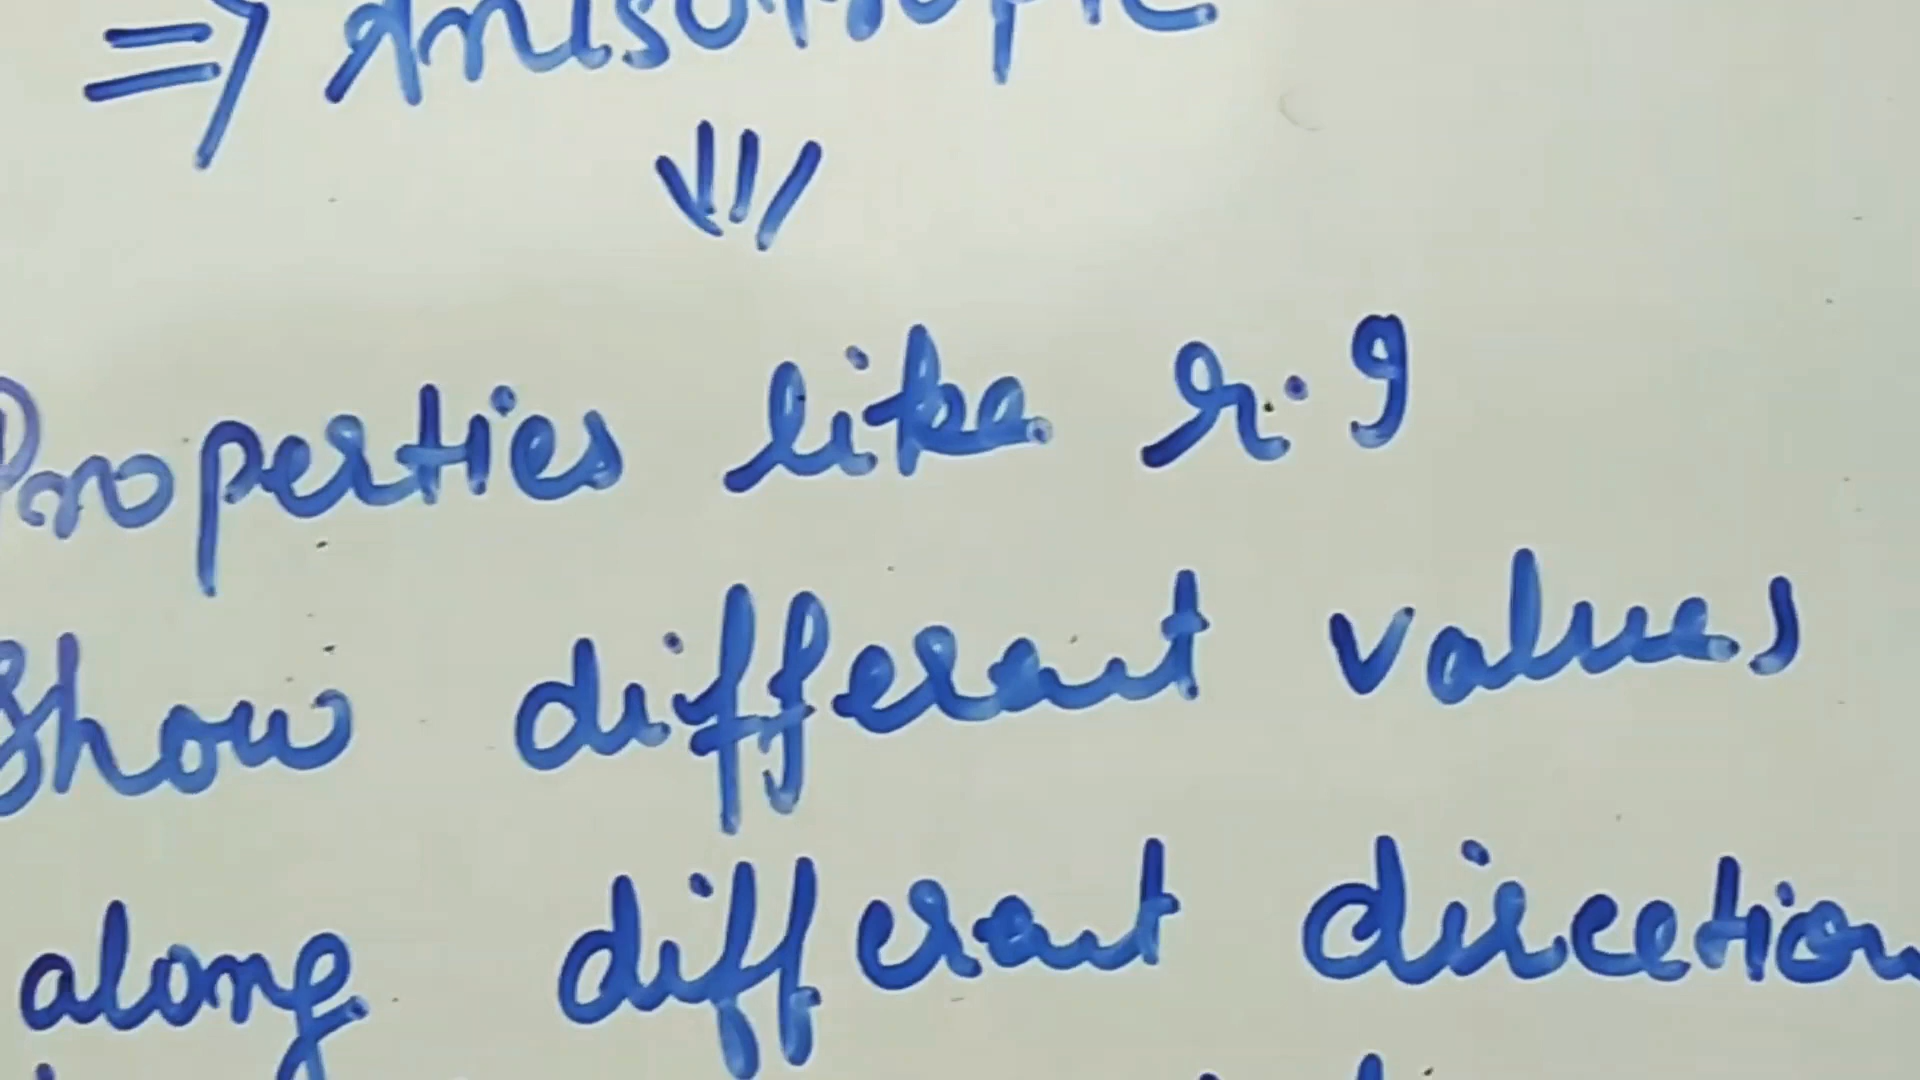 ⇒ Anisotropic
Properties like r.I
Show different values
along different direction